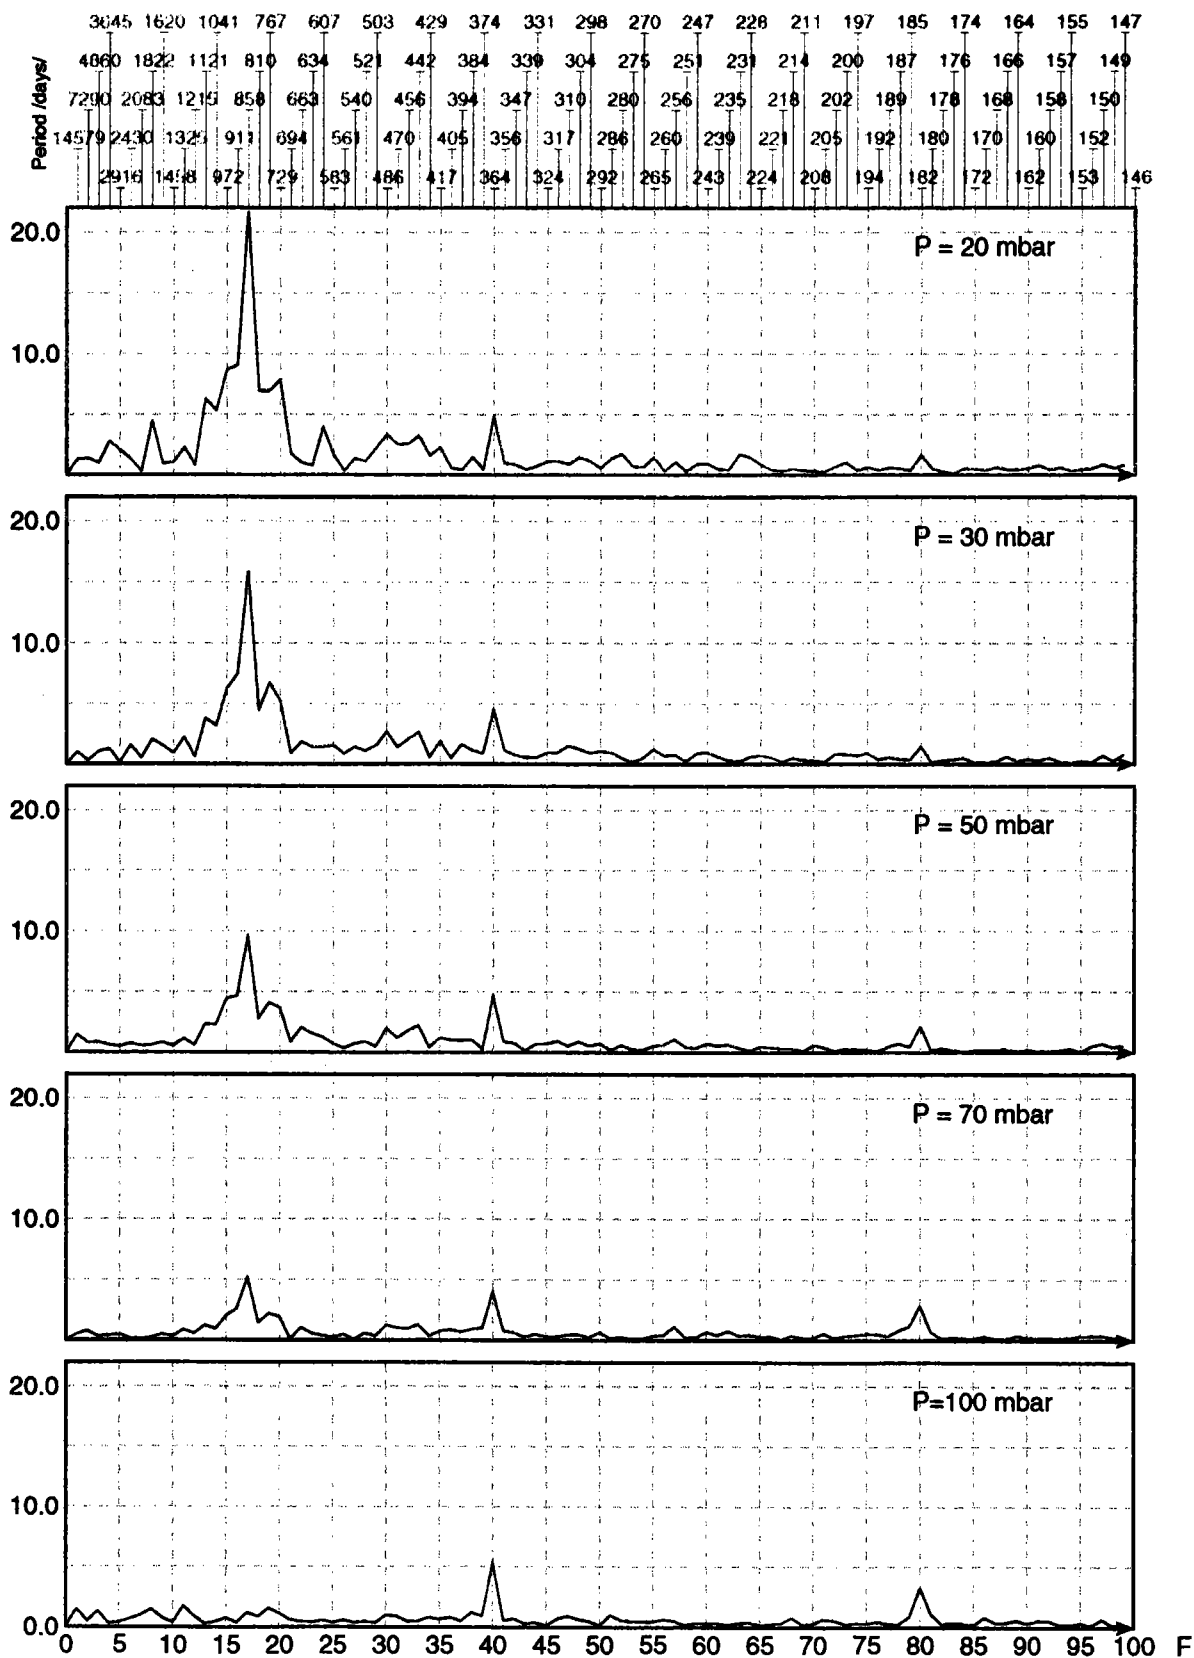 3045 1620 1041 767 607 503 429 374 331 298 270 247 228 211 197 185 174 164 155 147
4860 1822 1121 810 634 521 442 384 339 304 275 251 231 214 200 187 176 166 157 149
7290 2083 1215 858 663 540 456 394 347 310 280 256 235 218 202 189 178 168 158 150
14579 2430 1325 911 694 561 470 405 356 317 286 260 239 221 205 192 180 170 160 152
2916 1458 972 729 583 486 417 364 324 292 265 243 224 208 194 182 172 162 153 146
Period /days/
20.0
P = 20 mbar
10.0
20.0
P = 30 mbar
10.0
20.0
P = 50 mbar
10.0
20.0
P = 70 mbar
10.0
20.0
P=100 mbar
10.0
0.0
0 5 10 15 20 25 30 35 40 45 50 55 60 65 70 75 80 85 90 95 100 F